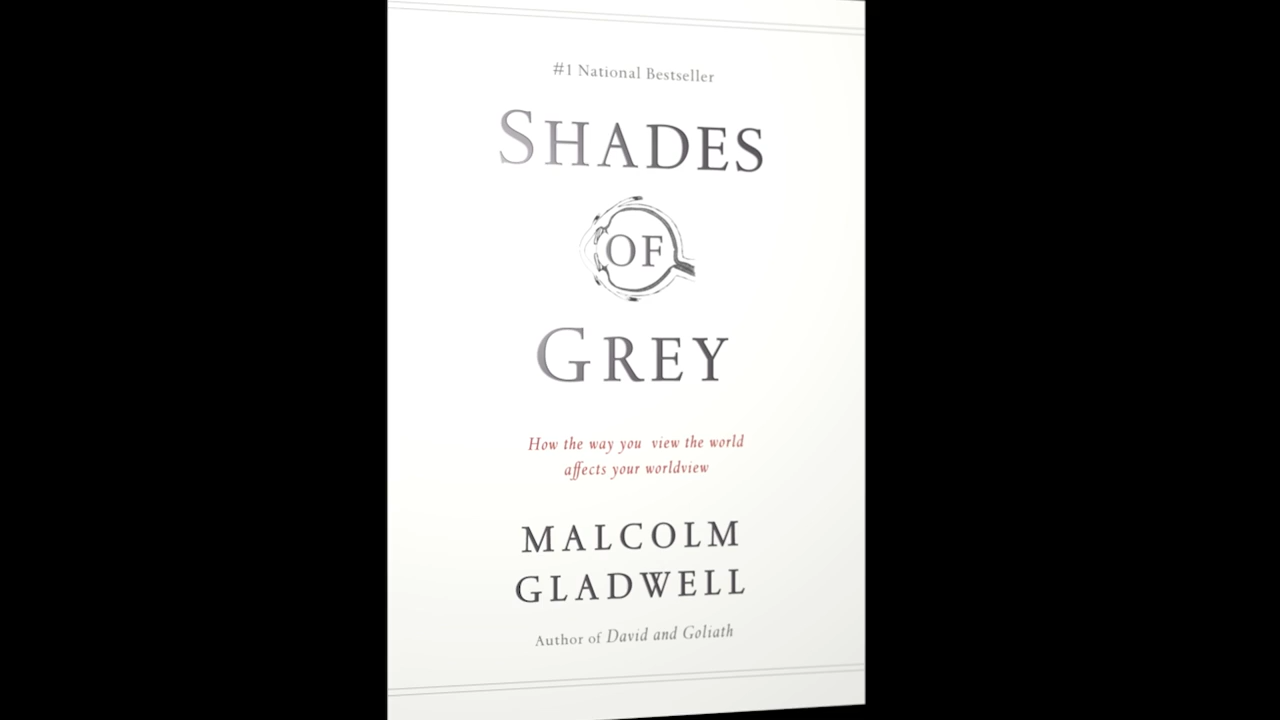 #1 National Bestseller
SHADES
OF
GREY
How the way you view the world
affects your worldview
MALCOLM
GLADWELL
Author of David and Goliath